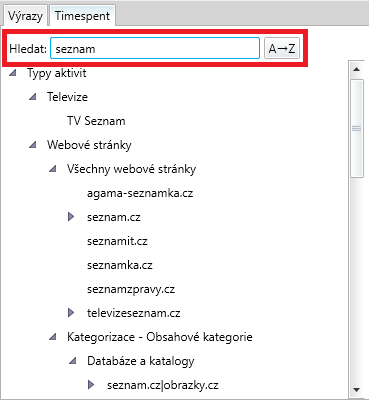 Výrazy Timespent
Hledat: seznam A→Z
Typy aktivit
Televize
TV Seznam
Webové stránky
Všechny webové stránky
agama-seznamka.cz
seznam.cz
seznamit.cz
seznamka.cz
seznamzpravy.cz
televizeseznam.cz
Kategorizace - Obsahové kategorie
Databáze a katalogy
seznam.cz|obrazky.cz